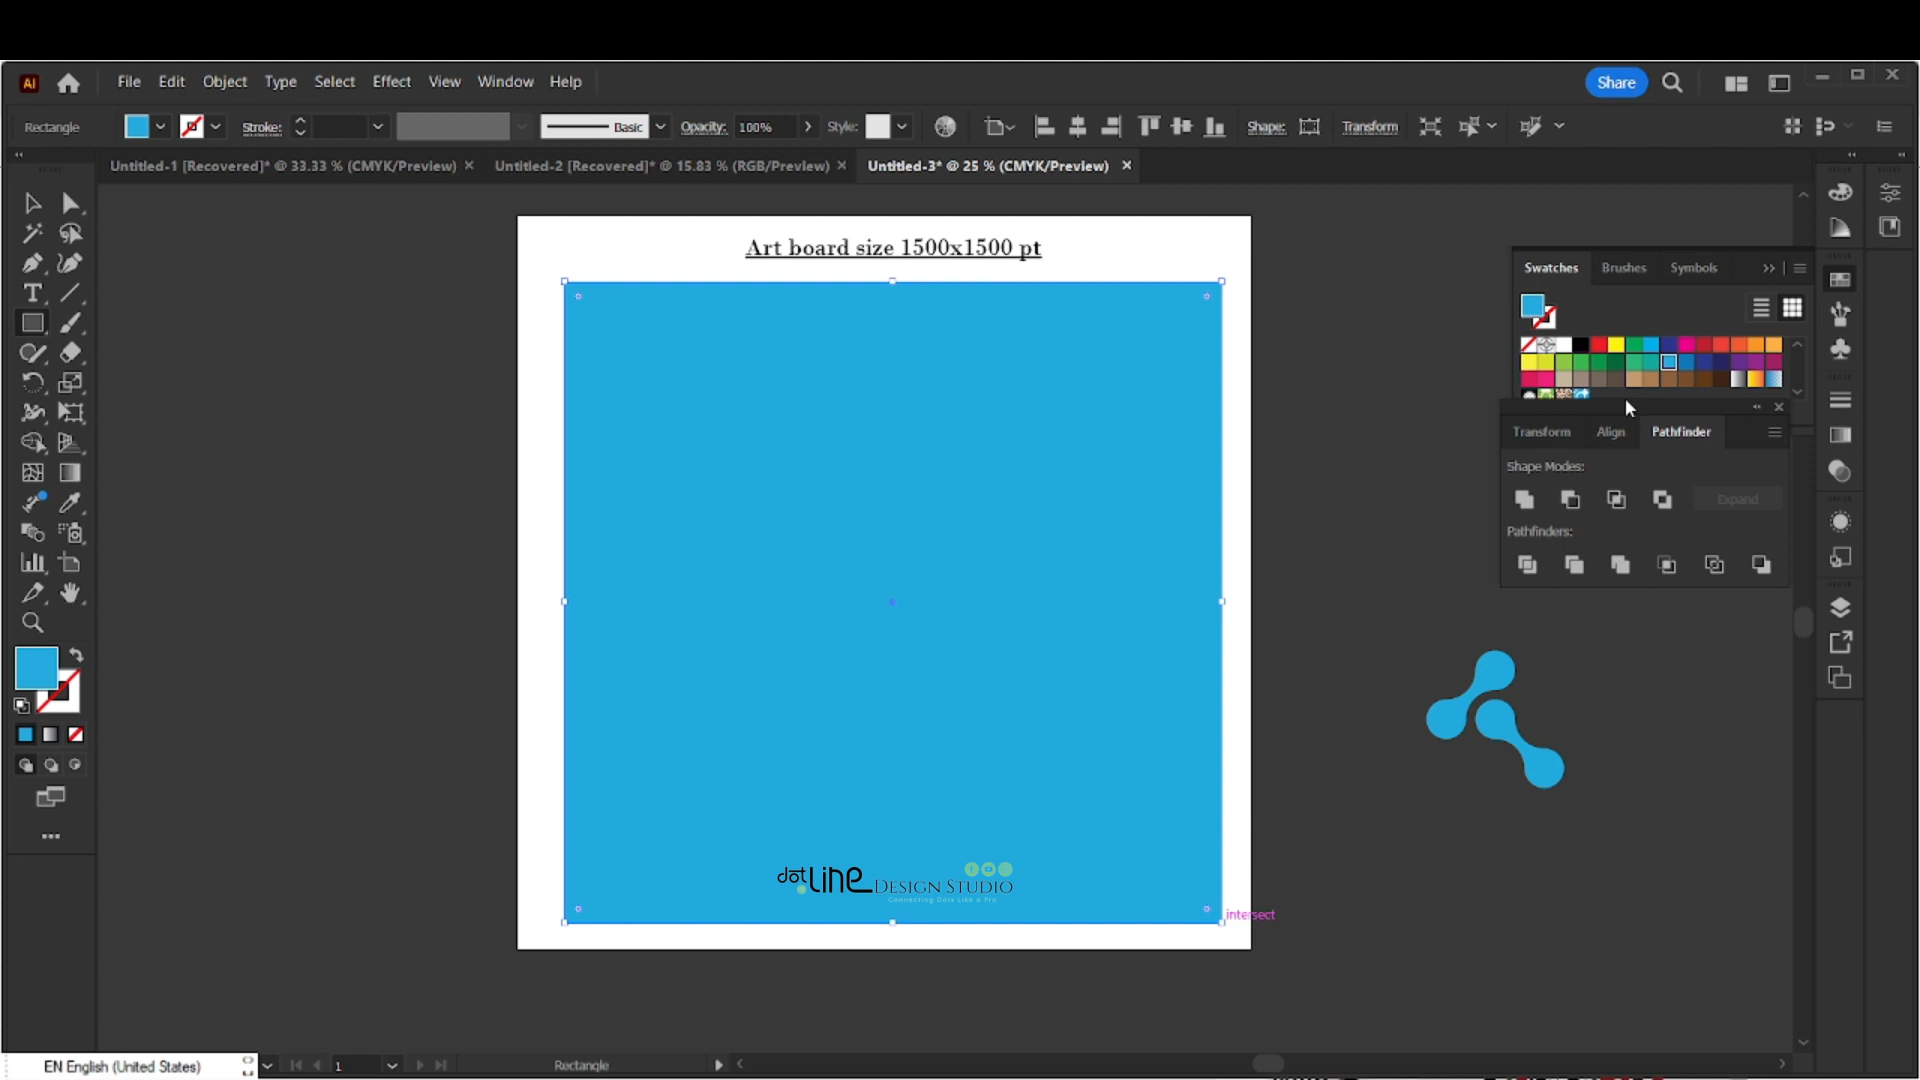 Ai File Edit Object Type Select Effect View Window Help Share
Rectangle Stroke: Basic Opacity: 100% Style: Shape: Transform
Untitled-1 [Recovered]* @ 33.33 % (CMYK/Preview) Untitled-2 [Recovered]* @ 15.83 % (RGB/Preview) Untitled-3* @ 25 % (CMYK/Preview)
Art board size 1500x1500 pt
Swatches Brushes Symbols
Transform Align Pathfinder
Shape Modes:
Expand
Pathfinders:
dot Line Design Studio
Connecting Dots Like a Pro
intersect
EN English (United States) 1 Rectangle